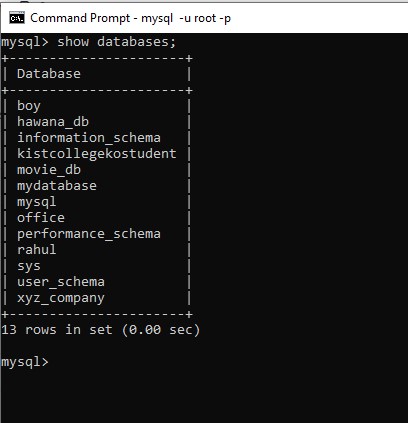 Command Prompt - mysql -u root -p
mysql> show databases;
+---------------------+
| Database            |
+---------------------+
| boy                 |
| hawana_db           |
| information_schema  |
| kistcollegekostudent |
| movie_db            |
| mydatabase          |
| mysql               |
| office              |
| performance_schema  |
| rahul               |
| sys                 |
| user_schema         |
| xyz_company         |
+---------------------+
13 rows in set (0.00 sec)
mysql>